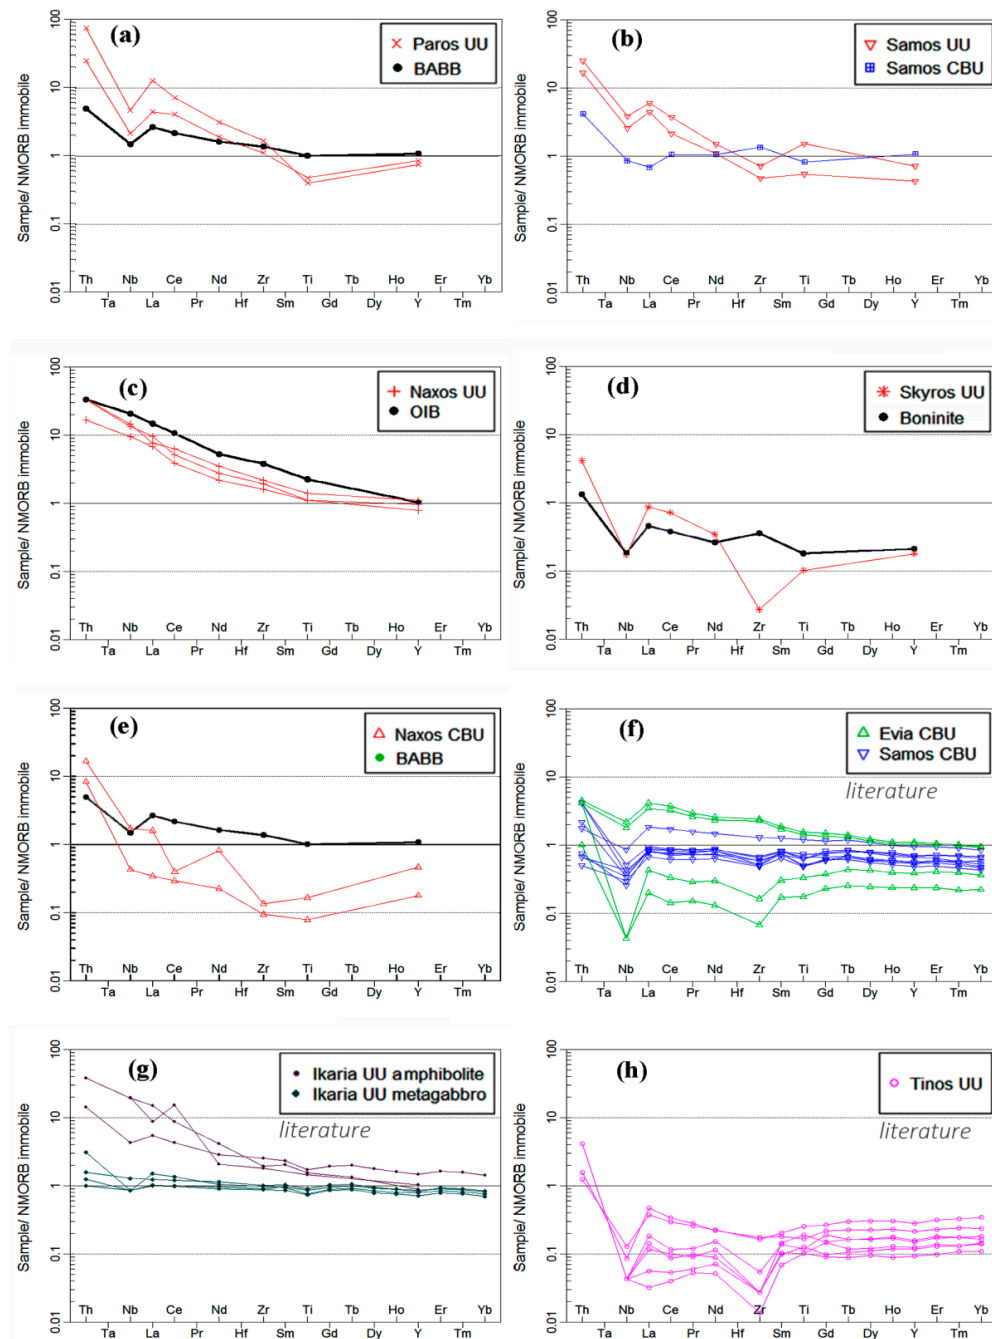 (a)
Paros UU
BABB
Sample/ NMORB immobile
100
10
1
0.1
0.01
Th Nb La Ce Nd Zr Ti Ho Y
Ta Pr Hf Sm Gd Tb Dy Er Tm Yb
(b)
Samos UU
Samos CBU
Sample/ NMORB immobile
100
10
1
0.1
0.01
Th Nb La Ce Nd Zr Ti Tb Ho Y Er Yb
Ta Pr Hf Sm Gd Dy Tm
(c)
Naxos UU
OIB
Sample/ NMORB immobile
100
10
1
0.1
0.01
Th Nb La Ce Nd Zr Ti Tb Ho Y Er Yb
Ta Pr Hf Sm Gd Dy Tm
(d)
Skyros UU
Boninite
Sample/ NMORB immobile
100
10
1
0.1
0.01
Th Nb La Ce Nd Zr Ti Tb Ho Y Er Yb
Ta Pr Hf Sm Gd Dy Tm
(e)
Naxos CBU
BABB
Sample/ NMORB immobile
100
10
1
0.1
0.01
Th Nb La Ce Nd Zr Ti Tb Ho Y Er Yb
Ta Pr Hf Sm Gd Dy Tm
(f)
Evia CBU
Samos CBU
literature
Sample/ NMORB immobile
100
10
1
0.1
0.01
Th Nb La Ce Nd Zr Ti Tb Ho Y Er Yb
Ta Pr Hf Sm Gd Dy Tm
(g)
Ikaria UU amphibolite
Ikaria UU metagabbro
literature
Sample/ NMORB immobile
100
10
1
0.1
0.01
Th Nb La Ce Nd Zr Ti Tb Ho Y Er Yb
Ta Pr Hf Sm Gd Dy Tm
(h)
Tinos UU
literature
Sample/ NMORB immobile
100
10
1
0.1
0.01
Th Nb La Ce Nd Zr Ti Tb Ho Y Er Yb
Ta Pr Hf Sm Gd Dy Tm